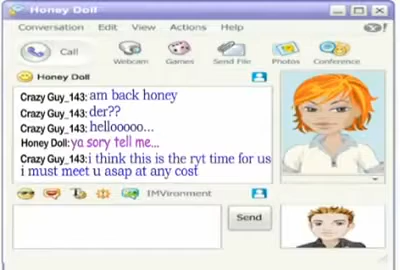 Honey Doll
Conversation Edit View Actions Help
Y!
Call
Webcam Games Send File Photos Conference
Honey Doll
Crazy Guy_143: am back honey
Crazy Guy_143: der??
Crazy Guy_143: hellooooo...
Honey Doll: ya sory tell me...
Crazy Guy_143: i think this is the ryt time for us
i must meet u asap at any cost
IMVironment
Send